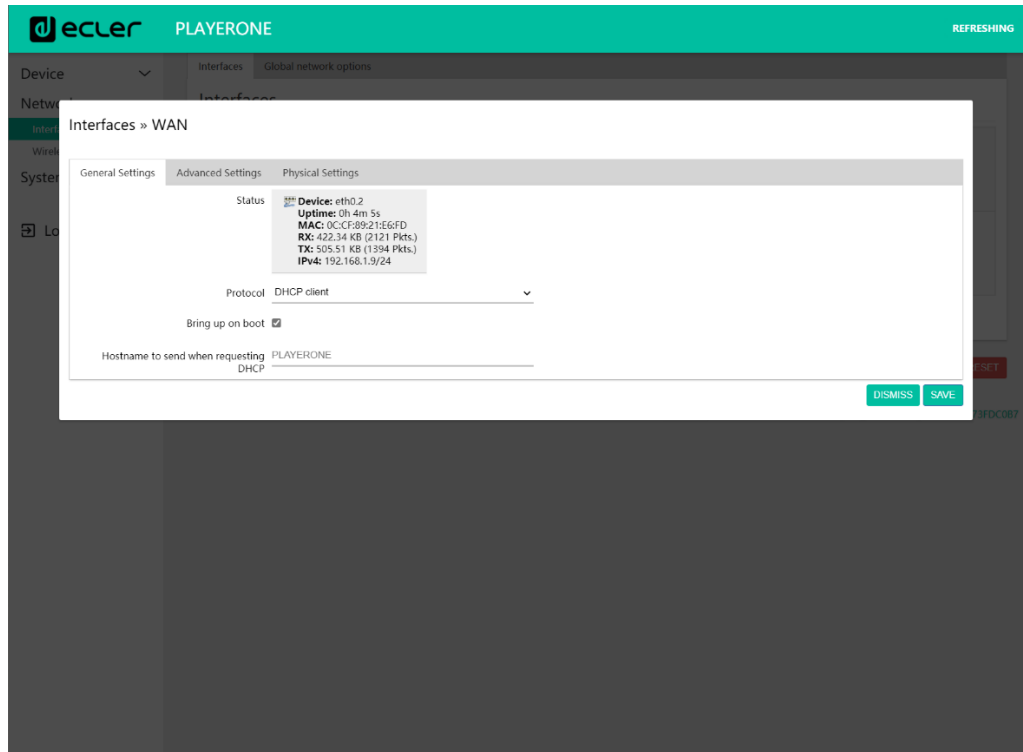 ecler PLAYERONE REFRESHING
Device
Interfaces Global network options
Interfaces
Interfaces » WAN
General Settings Advanced Settings Physical Settings
Status
Device: eth0.2
Uptime: 0h 4m 5s
MAC: 0C:CF:89:21:E6:FD
RX: 422.34 KB (2121 Pkts.)
TX: 505.51 KB (1394 Pkts.)
IPv4: 192.168.1.9/24
Protocol DHCP client
Bring up on boot
Hostname to send when requesting PLAYERONE
DHCP
DISMISS SAVE